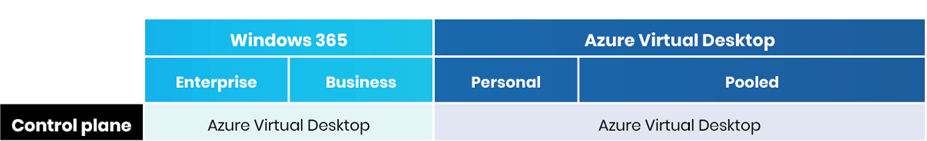 Windows 365 Azure Virtual Desktop
Enterprise Business Personal Pooled
Control plane Azure Virtual Desktop Azure Virtual Desktop